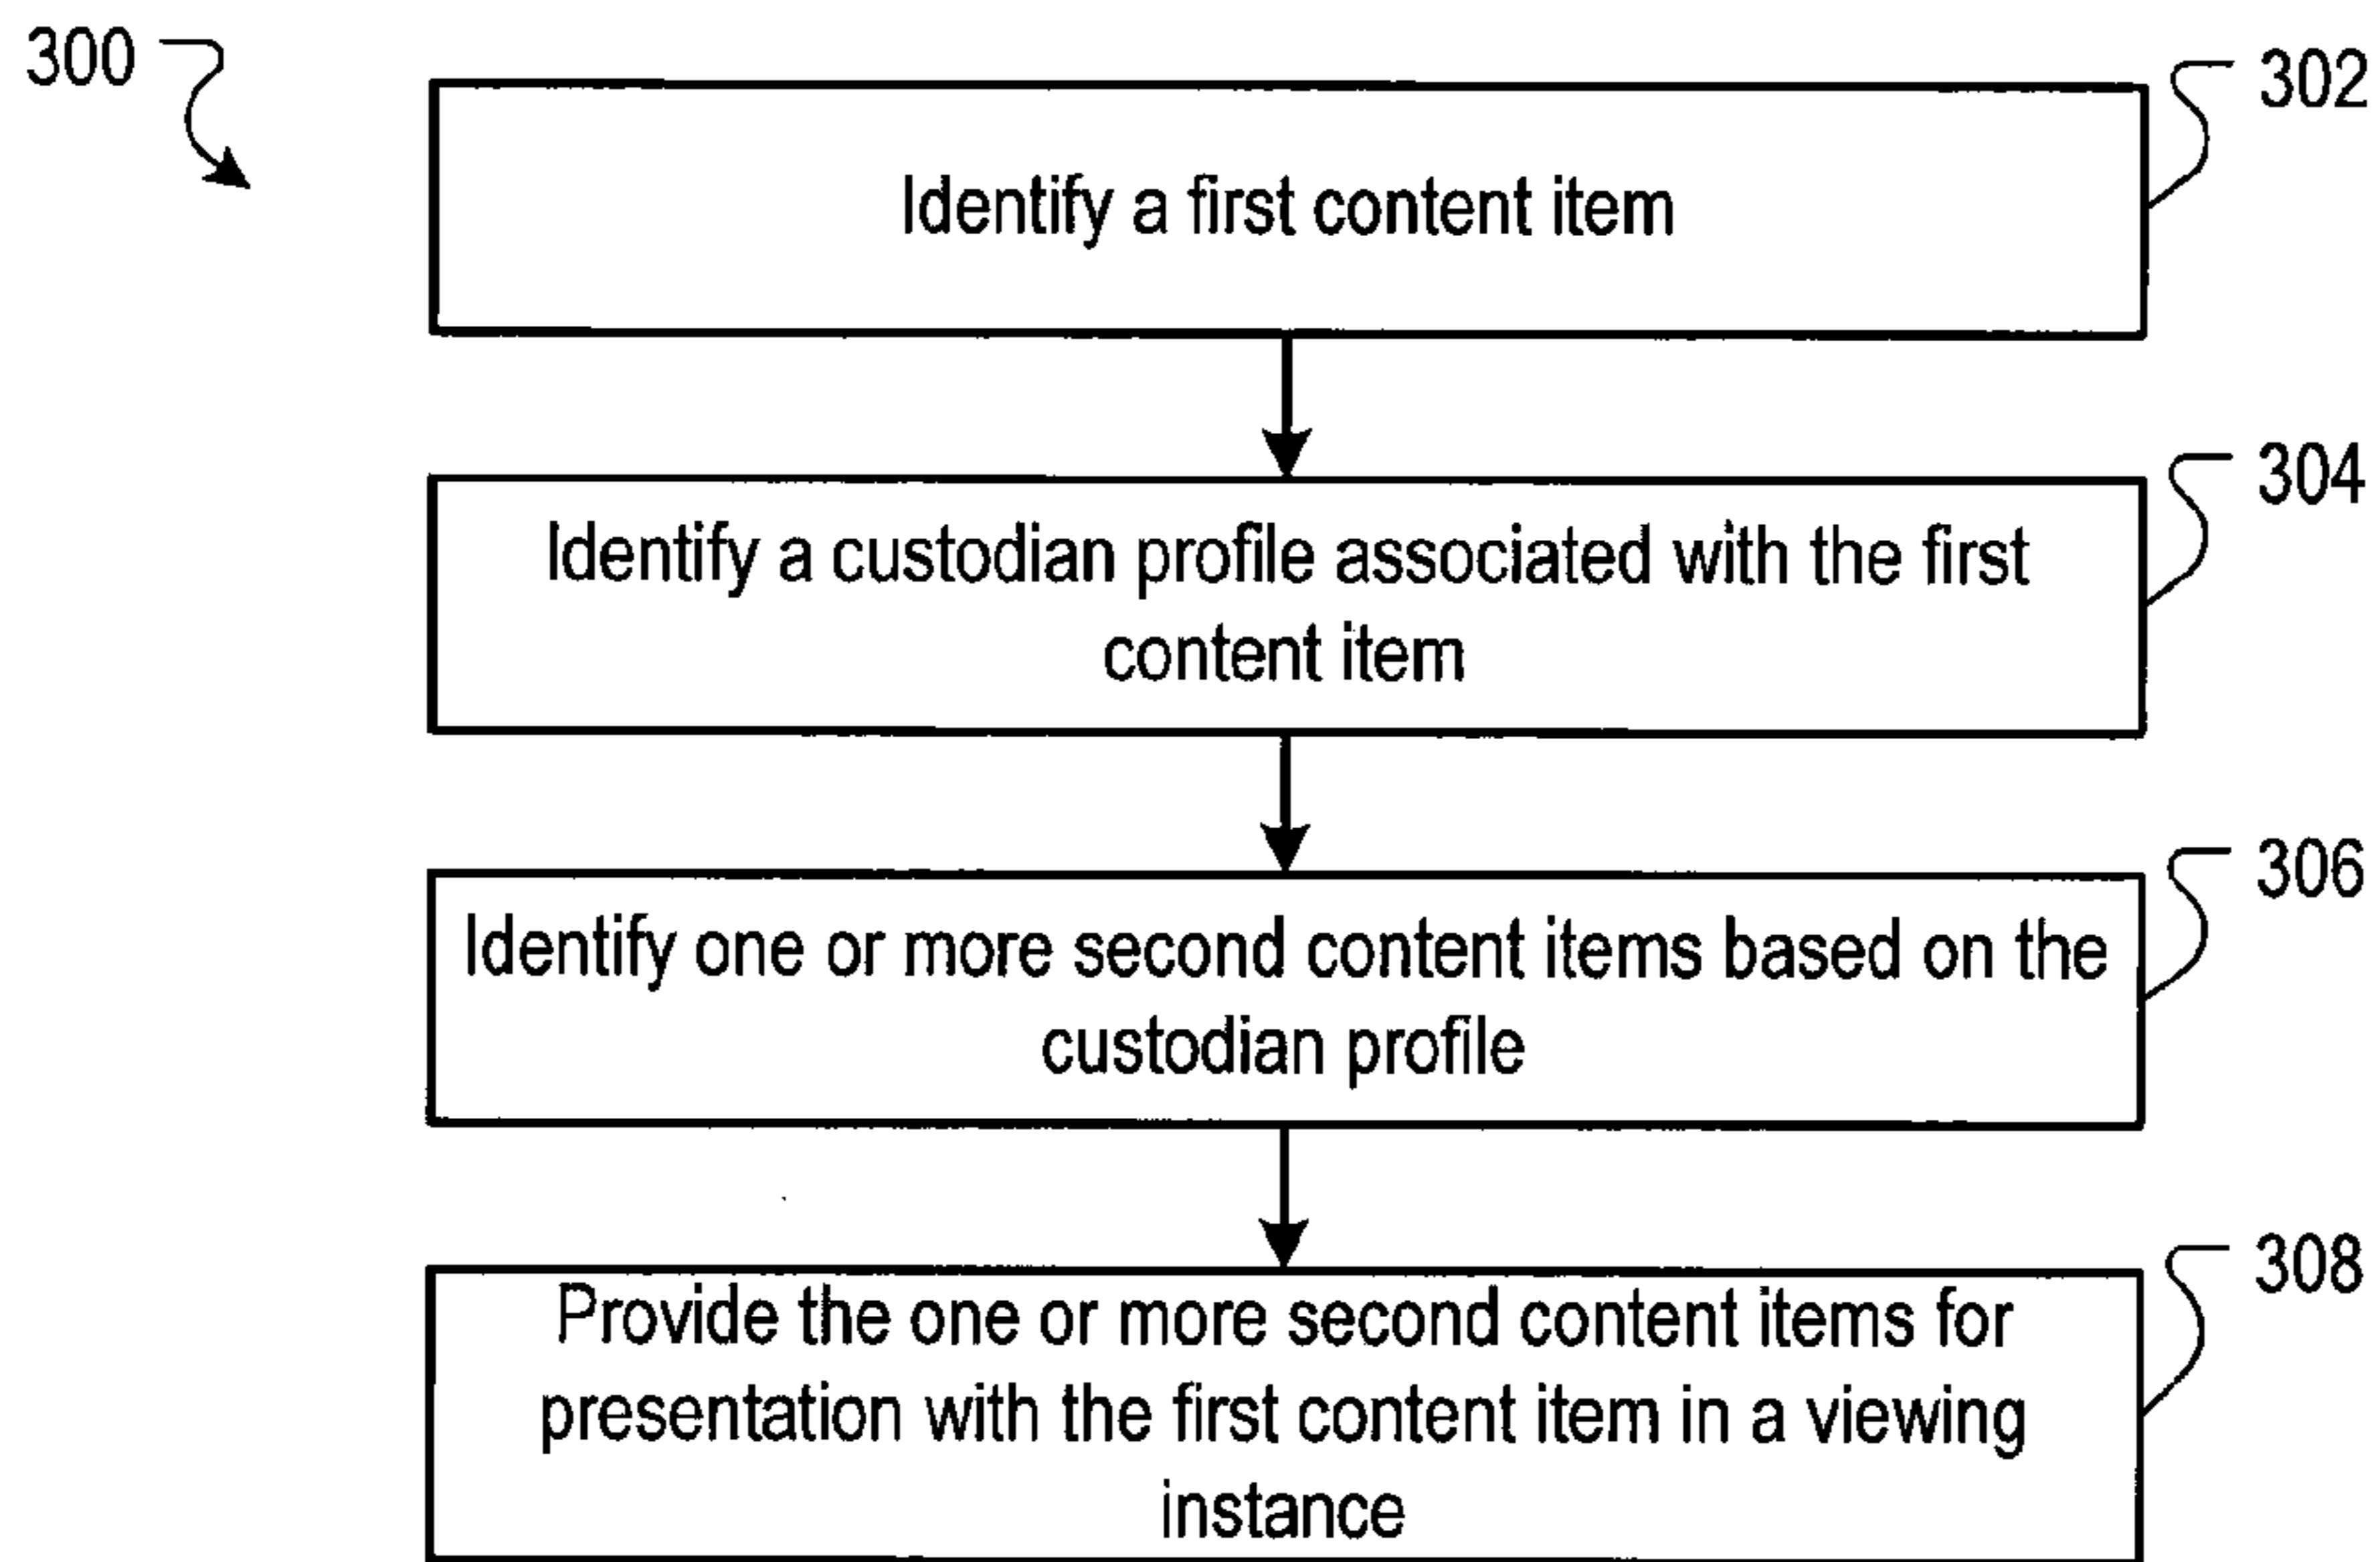 300
302
Identify a first content item
304
Identify a custodian profile associated with the first
content item
306
Identify one or more second content items based on the
custodian profile
308
Provide the one or more second content items for
presentation with the first content item in a viewing
instance